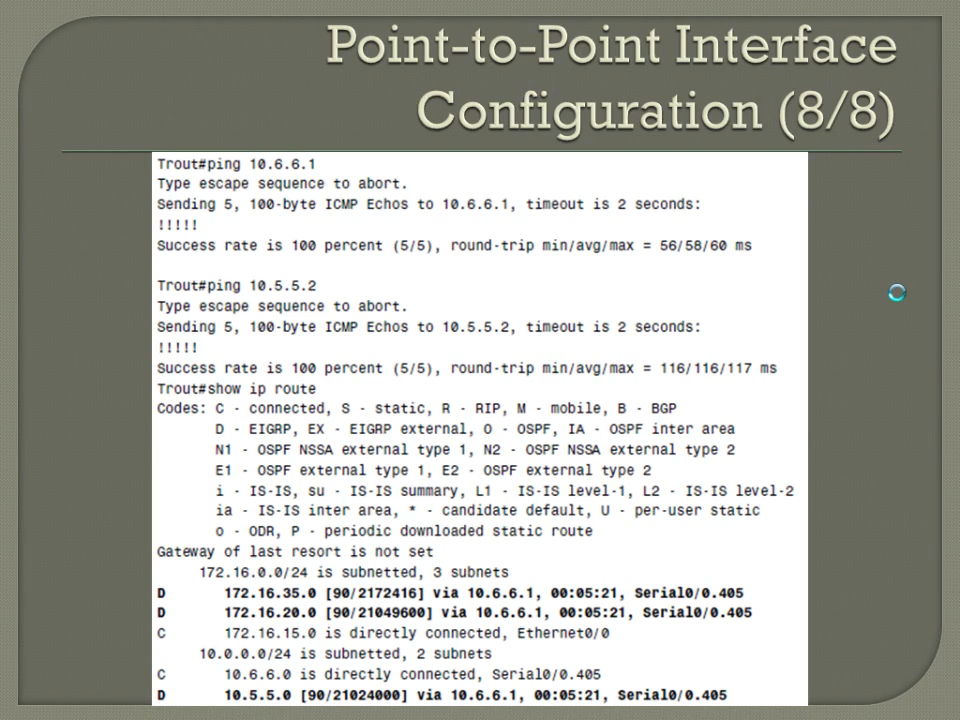 Point-to-Point Interface
Configuration (8/8)
Trout#ping 10.6.6.1
Type escape sequence to abort.
Sending 5, 100-byte ICMP Echos to 10.6.6.1, timeout is 2 seconds:
!!!!!
Success rate is 100 percent (5/5), round-trip min/avg/max = 56/58/60 ms
Trout#ping 10.5.5.2
Type escape sequence to abort.
Sending 5, 100-byte ICMP Echos to 10.5.5.2, timeout is 2 seconds:
!!!!!
Success rate is 100 percent (5/5), round-trip min/avg/max = 116/116/117 ms
Trout#show ip route
Codes: C - connected, S - static, R - RIP, M - mobile, B - BGP
D - EIGRP, EX - EIGRP external, O - OSPF, IA - OSPF inter area
N1 - OSPF NSSA external type 1, N2 - OSPF NSSA external type 2
E1 - OSPF external type 1, E2 - OSPF external type 2
i - IS-IS, su - IS-IS summary, L1 - IS-IS level-1, L2 - IS-IS level-2
ia - IS-IS inter area, * - candidate default, U - per-user static
o - ODR, P - periodic downloaded static route
Gateway of last resort is not set
172.16.0.0/24 is subnetted, 3 subnets
D 172.16.35.0 [90/2172416] via 10.6.6.1, 00:05:21, Serial0/0.405
D 172.16.20.0 [90/21049600] via 10.6.6.1, 00:05:21, Serial0/0.405
C 172.16.15.0 is directly connected, Ethernet0/0
10.0.0.0/24 is subnetted, 2 subnets
C 10.6.6.0 is directly connected, Serial0/0.405
D 10.5.5.0 [90/21024000] via 10.6.6.1, 00:05:21, Serial0/0.405